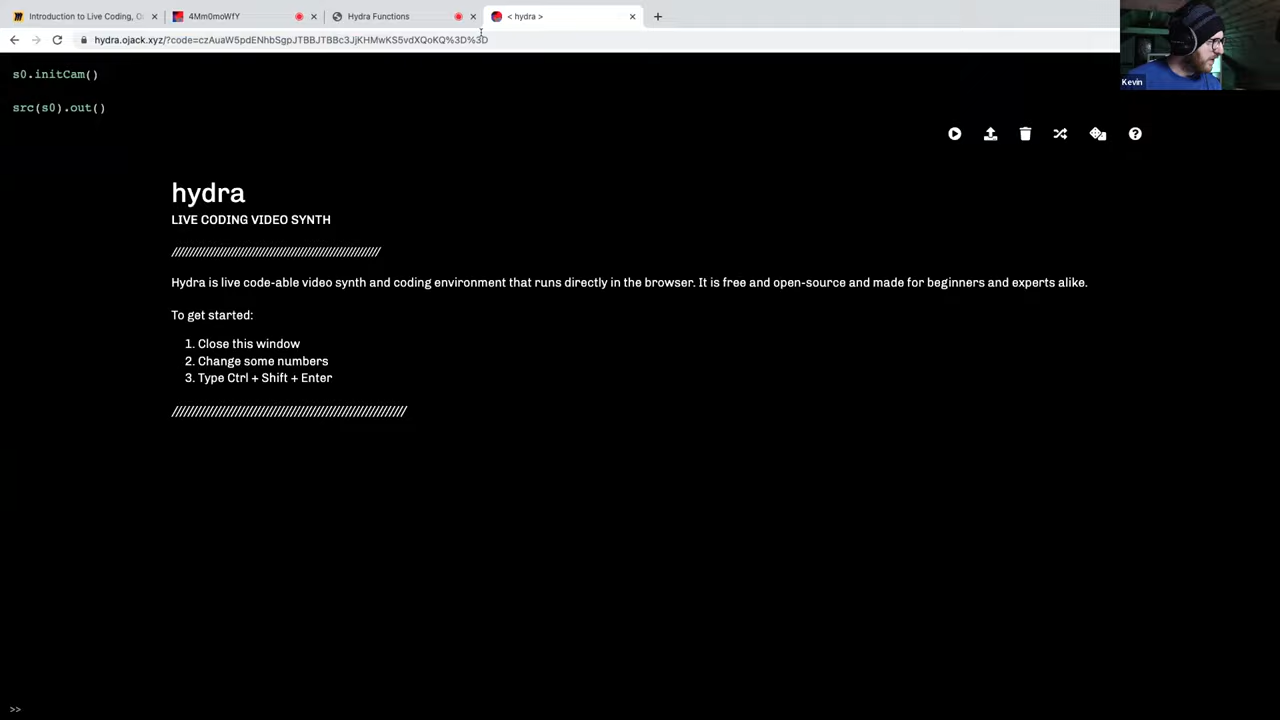 Introduction to Live Coding, O
4Mm0moWfY
Hydra Functions
< hydra >
hydra.ojack.xyz/?code=czAuaW5pdENhbSgpJTBBJTBBc3JjKHMwKS5vdXQoKQ%3D%3D
Kevin
s0.initCam()
src(s0).out()
hydra
LIVE CODING VIDEO SYNTH
////////////////////////////////////////////////////////
Hydra is live code-able video synth and coding environment that runs directly in the browser. It is free and open-source and made for beginners and experts alike.
To get started:
1. Close this window
2. Change some numbers
3. Type Ctrl + Shift + Enter
////////////////////////////////////////////////////////////
>>